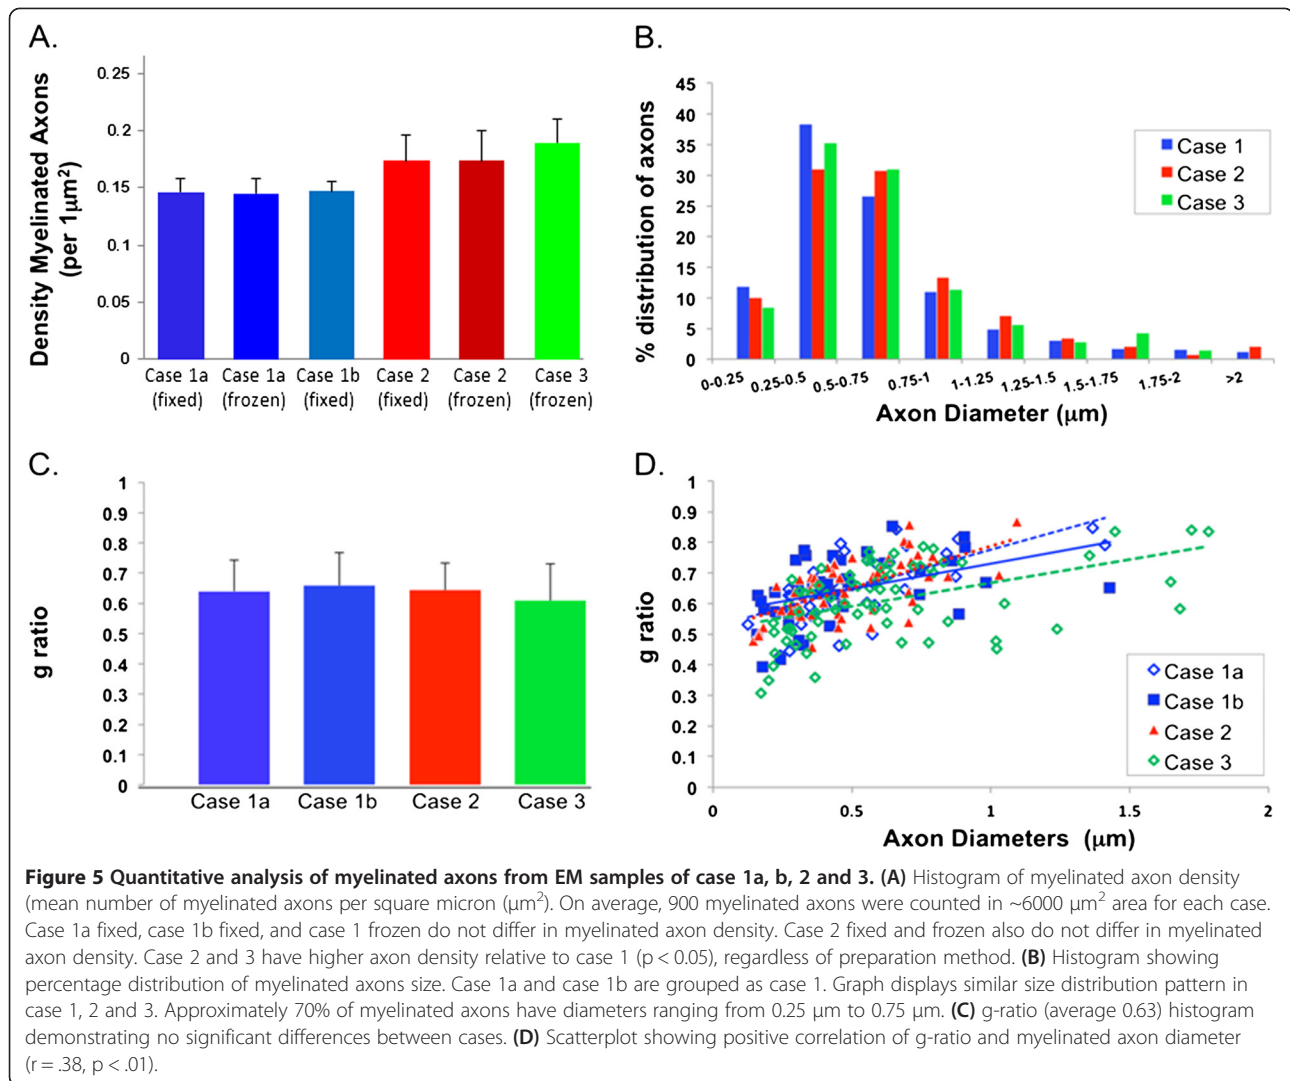 A.
Density Myelinated Axons
(per 1μm²)
0.25
0.2
0.15
0.1
0.05
0
Case 1a
(fixed)
Case 1a
(frozen)
Case 1b
(fixed)
Case 2
(fixed)
Case 2
(frozen)
Case 3
(frozen)
B.
% distribution of axons
45
40
35
30
25
20
15
10
5
0
Case 1
Case 2
Case 3
0-0.25
0.25-0.5
0.5-0.75
0.75-1
1-1.25
1.25-1.5
1.5-1.75
1.75-2
>2
Axon Diameter (μm)
C.
g ratio
1
0.9
0.8
0.7
0.6
0.5
0.4
0.3
0.2
0.1
0
Case 1a
Case 1b
Case 2
Case 3
D.
g ratio
1
0.9
0.8
0.7
0.6
0.5
0.4
0.3
0.2
0.1
0
Case 1a
Case 1b
Case 2
Case 3
0
0.5
1
1.5
2
Axon Diameters (μm)
Figure 5 Quantitative analysis of myelinated axons from EM samples of case 1a, b, 2 and 3. (A) Histogram of myelinated axon density
(mean number of myelinated axons per square micron (μm²). On average, 900 myelinated axons were counted in ~6000 μm² area for each case.
Case 1a fixed, case 1b fixed, and case 1 frozen do not differ in myelinated axon density. Case 2 fixed and frozen also do not differ in myelinated
axon density. Case 2 and 3 have higher axon density relative to case 1 (p < 0.05), regardless of preparation method. (B) Histogram showing
percentage distribution of myelinated axons size. Case 1a and case 1b are grouped as case 1. Graph displays similar size distribution pattern in
case 1, 2 and 3. Approximately 70% of myelinated axons have diameters ranging from 0.25 μm to 0.75 μm. (C) g-ratio (average 0.63) histogram
demonstrating no significant differences between cases. (D) Scatterplot showing positive correlation of g-ratio and myelinated axon diameter
(r = .38, p < .01).